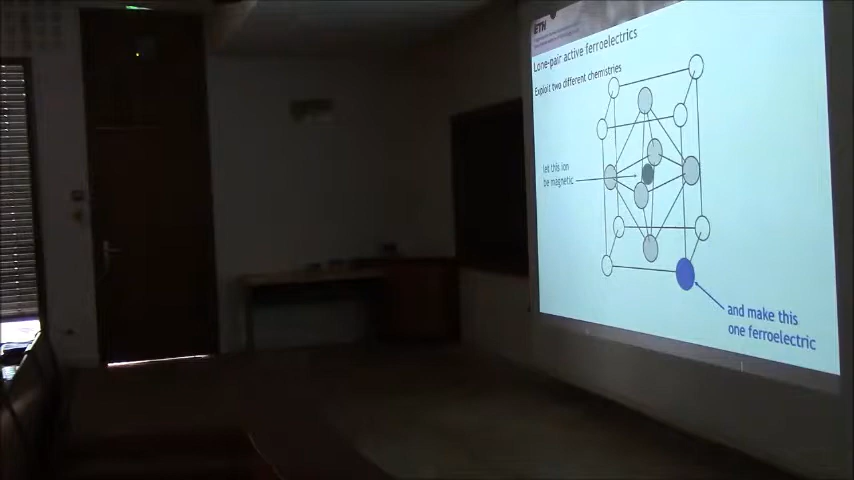 ETH
Lone-pair active ferroelectrics
Exploit two different chemistries
let this ion
be magnetic
and make this
one ferroelectric